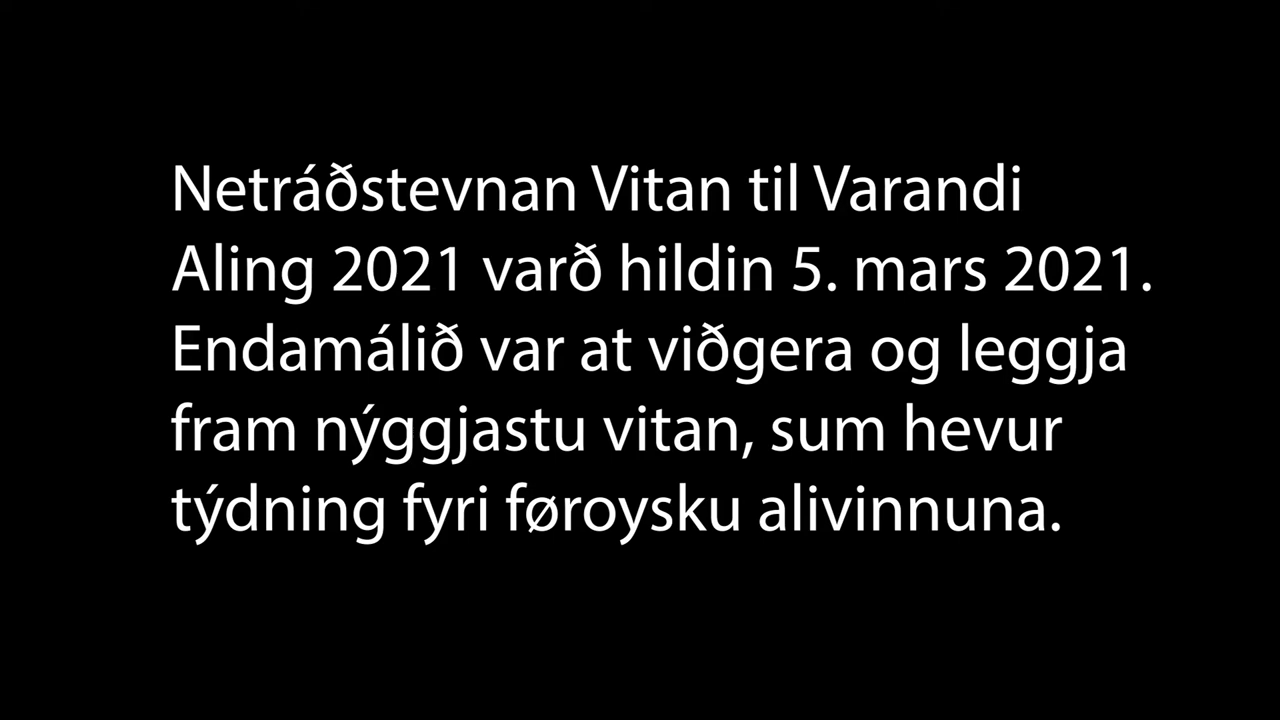 Netráðstevnan Vitan til Varandi
Aling 2021 varð hildin 5. mars 2021.
Endamálið var at viðgera og leggja
fram nýggjastu vitan, sum hevur
týdning fyri føroysku alivinnuna.